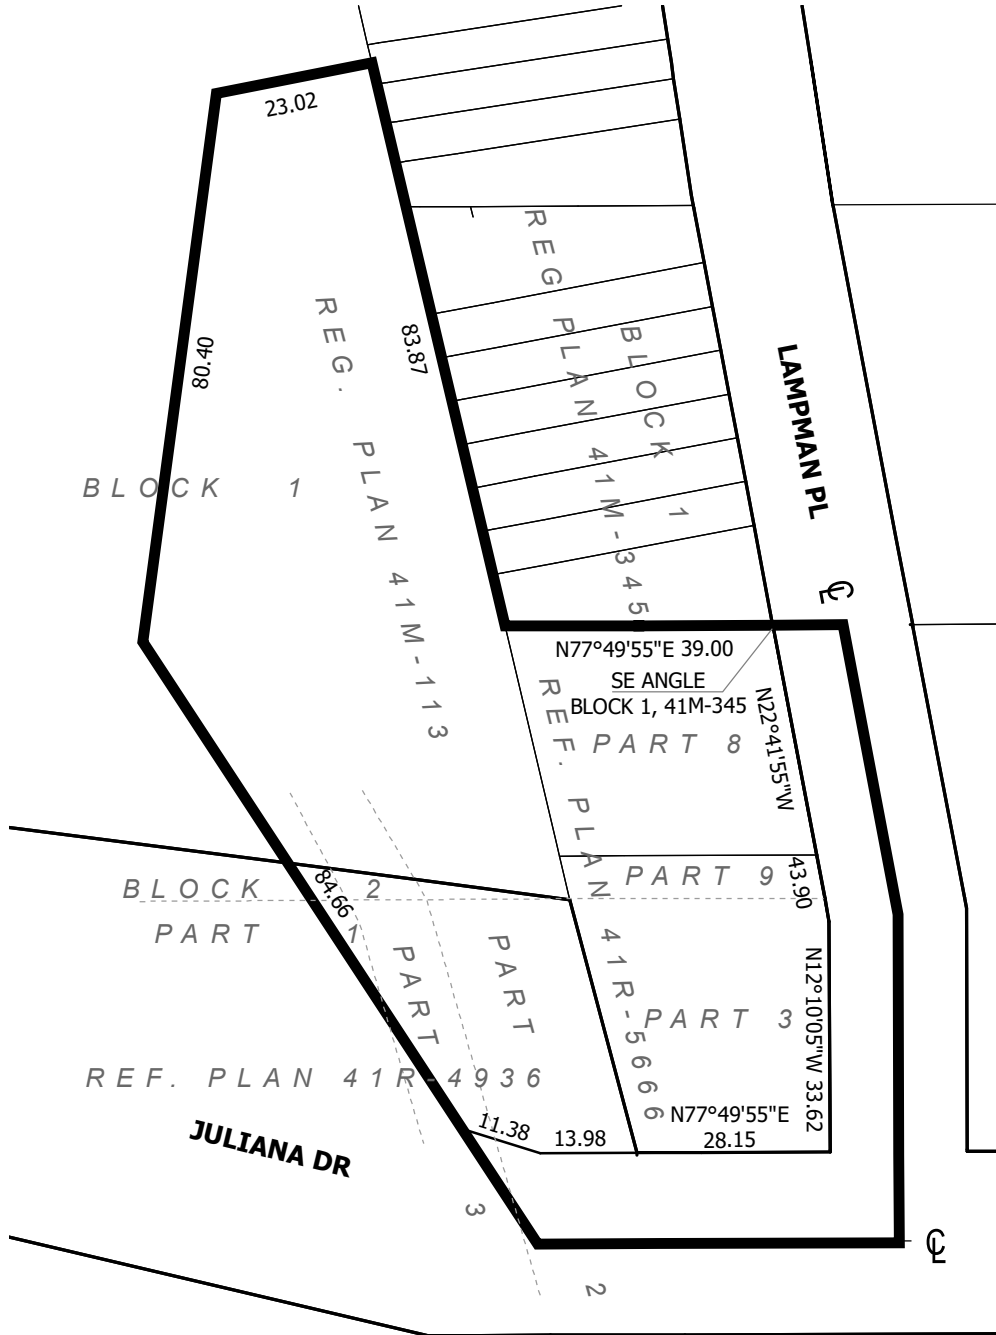 23.02
REG PLAN 41M-345
BLOCK 1
REG. PLAN 41M-113
80.40
83.87
LAMPMAN PL
BLOCK 1
℄
N77°49'55"E 39.00
SE ANGLE
BLOCK 1, 41M-345
N22°41'55"W
43.90
PART 8
REF. PLAN 41R-5666
PART 9
BLOCK 2
84.66
PART 1
PART
PART
N12°10'05"W 33.62
PART 3
REF. PLAN 41R-4936
N77°49'55"E
28.15
11.38
13.98
JULIANA DR
3
℄
2